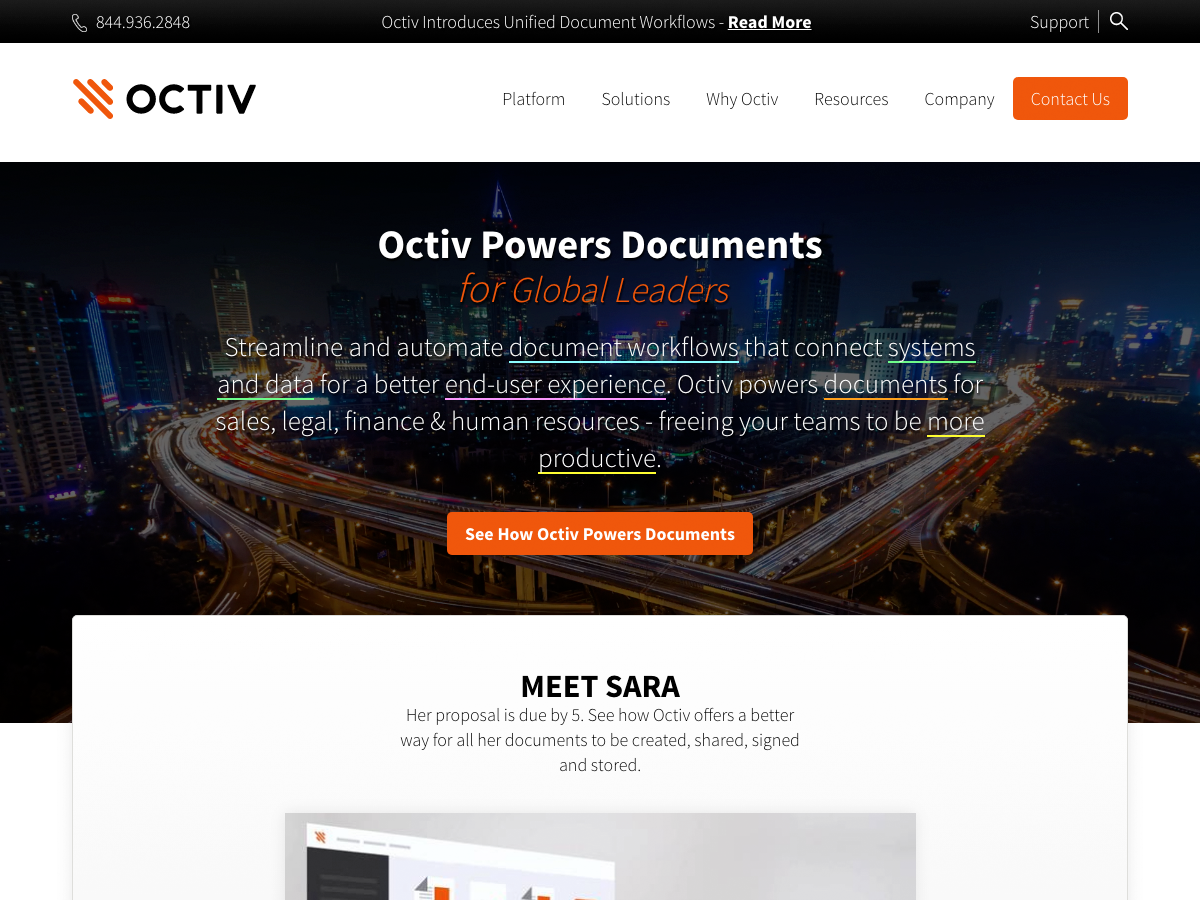 844.936.2848
Octiv Introduces Unified Document Workflows - Read More
Support
OCTIV
Platform
Solutions
Why Octiv
Resources
Company
Contact Us
Octiv Powers Documents
for Global Leaders
Streamline and automate document workflows that connect systems
and data for a better end-user experience. Octiv powers documents for
sales, legal, finance & human resources - freeing your teams to be more
productive.
See How Octiv Powers Documents
MEET SARA
Her proposal is due by 5. See how Octiv offers a better
way for all her documents to be created, shared, signed
and stored.